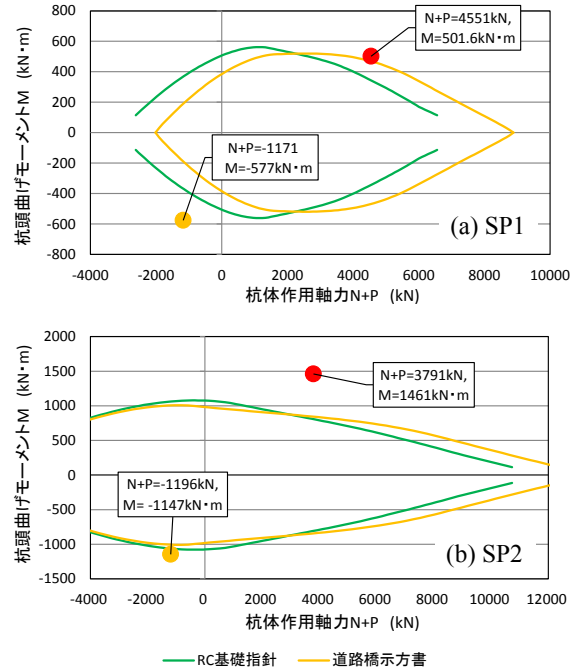 800
600
400
200
0
-200
-400
-600
-800
杭頭曲げモーメントM (kN・m)
N+P=4551kN,
M=501.6kN・m
N+P=-1171
M=-577kN・m
(a) SP1
-4000 -2000 0 2000 4000 6000 8000 10000
杭体作用軸力N+P (kN)
2000
1500
1000
500
0
-500
-1000
-1500
杭頭曲げモーメントM (kN・m)
N+P=3791kN,
M=1461kN・m
N+P=-1196kN,
M= -1147kN・m
(b) SP2
-4000 -2000 0 2000 4000 6000 8000 10000 12000
杭体作用軸力N+P (kN)
RC基礎指針 道路橋示方書